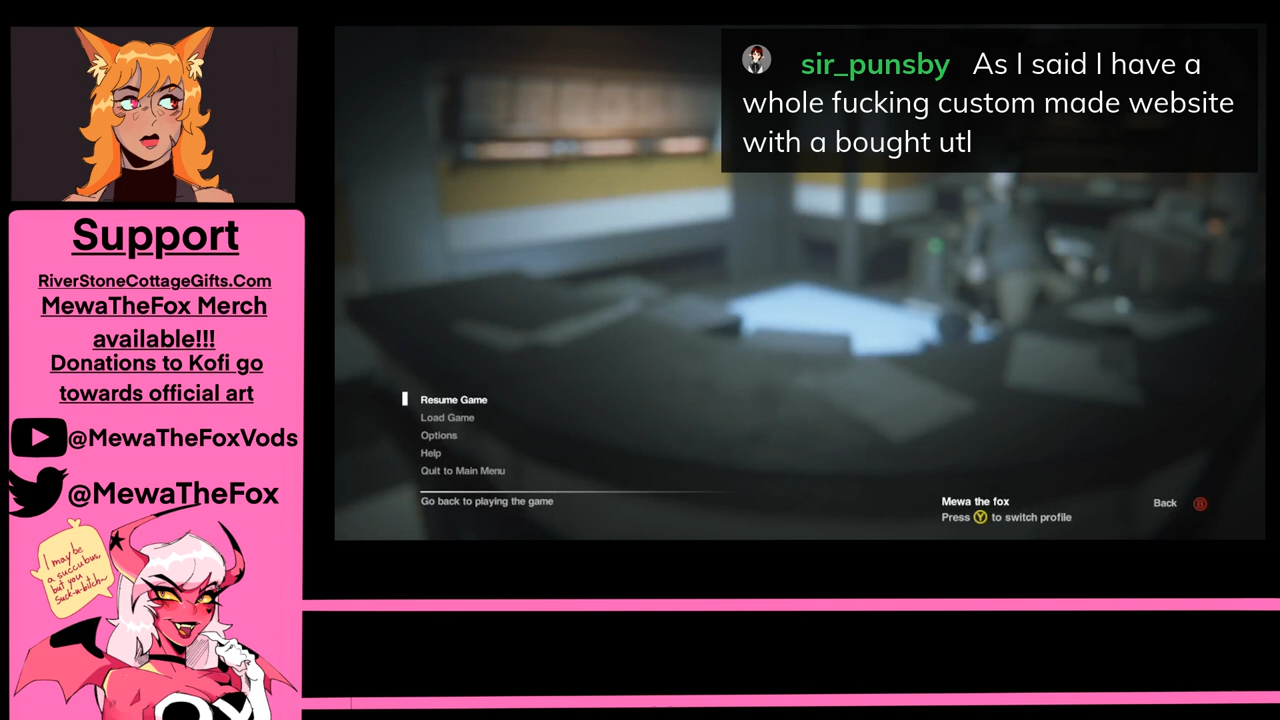 sir_punsby As I said I have a
whole fucking custom made website
with a bought utl
Support
RiverStoneCottageGifts.Com
MewaTheFox Merch
available!!!
Donations to Kofi go
towards official art
@MewaTheFoxVods
@MewaTheFox
I may be
a succubus,
but you
suck-a-bitch~
Resume Game
Load Game
Options
Help
Quit to Main Menu
Go back to playing the game
Mewa the fox
Press Y to switch profile
Back B